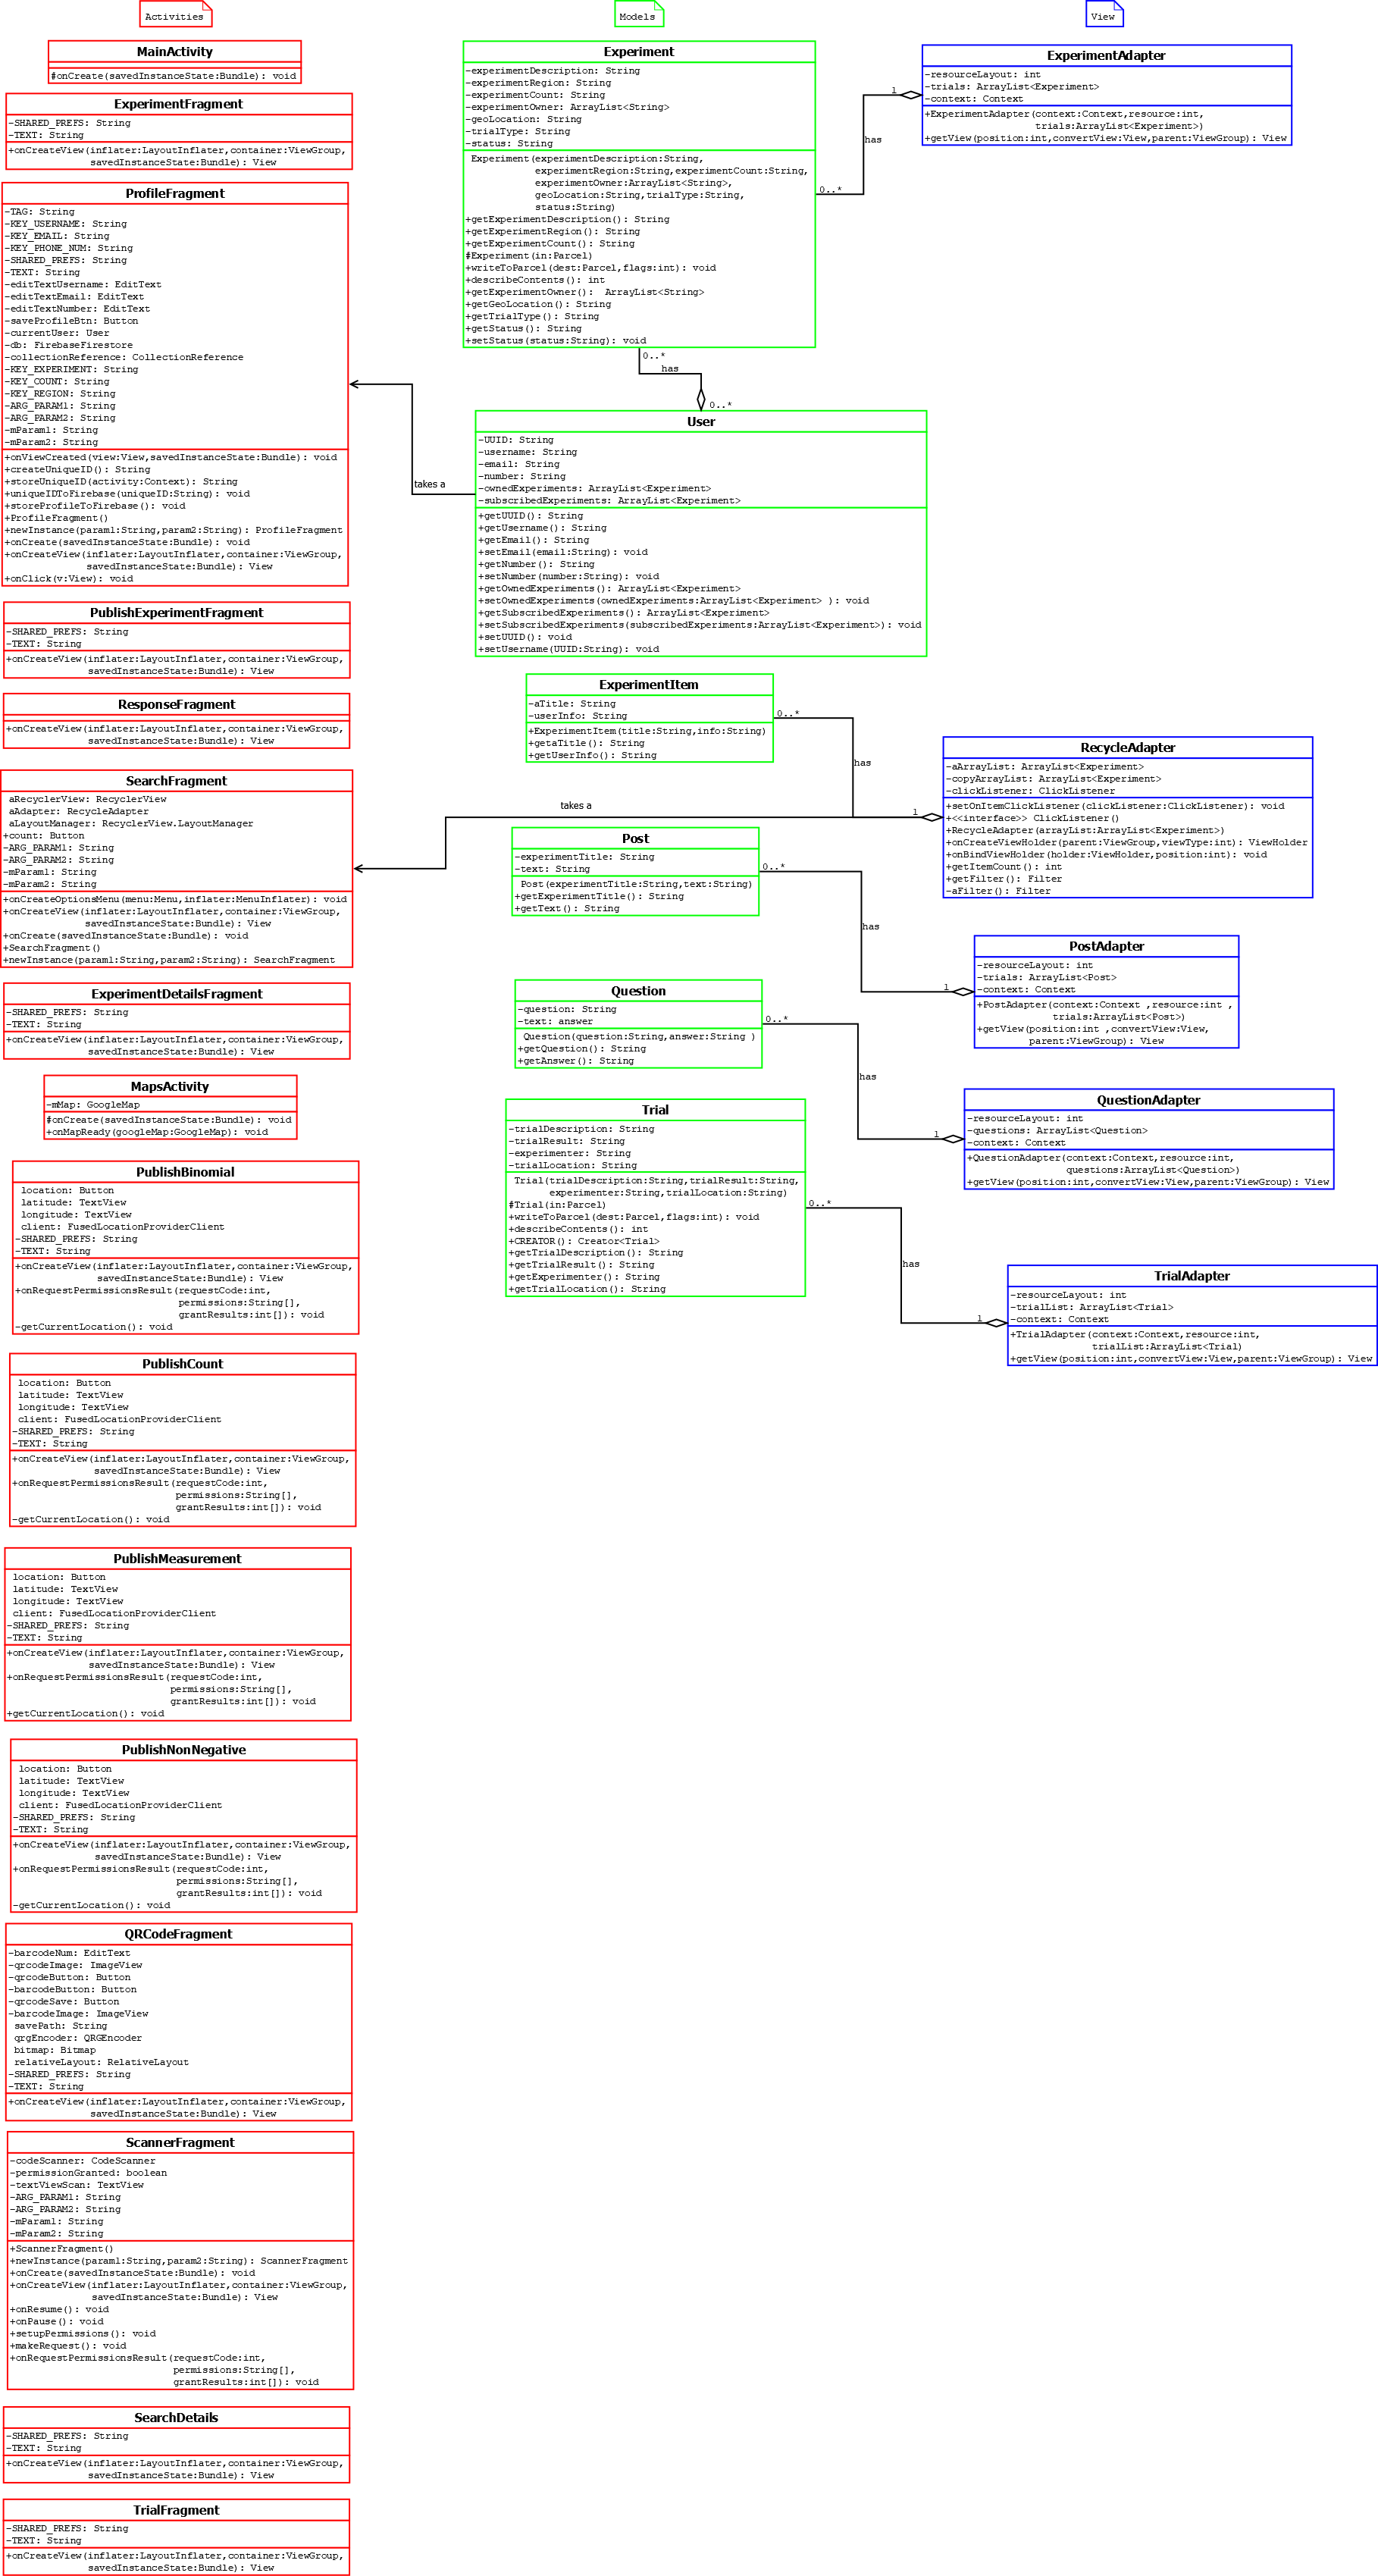 Activities
MainActivity
#onCreate(savedInstanceState:Bundle): void
ExperimentFragment
-SHARED_PREFS: String
-TEXT: String
+onCreateView(inflater:LayoutInflater,container:ViewGroup,
savedInstanceState:Bundle): View
ProfileFragment
-TAG: String
-KEY_USERNAME: String
-KEY_EMAIL: String
-KEY_PHONE_NUM: String
-SHARED_PREFS: String
-TEXT: String
-editTextUsername: EditText
-editTextEmail: EditText
-editTextNumber: EditText
-saveProfileBtn: Button
-currentUser: User
-db: FirebaseFirestore
-collectionReference: CollectionReference
-KEY_EXPERIMENT: String
-KEY_COUNT: String
-KEY_REGION: String
-ARG_PARAM1: String
-ARG_PARAM2: String
-mParam1: String
-mParam2: String
+onViewCreated(view:View,savedInstanceState:Bundle): void
+createUniqueID(): String
+storeUniqueID(activity:Context): String
+uniqueIDToFirebase(uniqueID:String): void
+storeProfileToFirebase(): void
+ProfileFragment()
+newInstance(param1:String,param2:String): ProfileFragment
+onCreate(savedInstanceState:Bundle): void
+onCreateView(inflater:LayoutInflater,container:ViewGroup,
savedInstanceState:Bundle): View
+onClick(v:View): void
PublishExperimentFragment
-SHARED_PREFS: String
-TEXT: String
+onCreateView(inflater:LayoutInflater,container:ViewGroup,
savedInstanceState:Bundle): View
ResponseFragment
+onCreateView(inflater:LayoutInflater,container:ViewGroup,
savedInstanceState:Bundle): View
SearchFragment
aRecyclerView: RecyclerView
aAdapter: RecycleAdapter
aLayoutManager: RecyclerView.LayoutManager
+count: Button
-ARG_PARAM1: String
-ARG_PARAM2: String
-mParam1: String
-mParam2: String
+onCreateOptionsMenu(menu:Menu,inflater:MenuInflater): void
+onCreateView(inflater:LayoutInflater,container:ViewGroup,
savedInstanceState:Bundle): View
+onCreate(savedInstanceState:Bundle): void
+SearchFragment()
+newInstance(param1:String,param2:String): SearchFragment
ExperimentDetailsFragment
-SHARED_PREFS: String
-TEXT: String
+onCreateView(inflater:LayoutInflater,container:ViewGroup,
savedInstanceState:Bundle): View
MapsActivity
-mMap: GoogleMap
#onCreate(savedInstanceState:Bundle): void
+onMapReady(googleMap:GoogleMap): void
PublishBinomial
location: Button
latitude: TextView
longitude: TextView
client: FusedLocationProviderClient
-SHARED_PREFS: String
-TEXT: String
+onCreateView(inflater:LayoutInflater,container:ViewGroup,
savedInstanceState:Bundle): View
+onRequestPermissionsResult(requestCode:int,
permissions:String[],
grantResults:int[]): void
-getCurrentLocation(): void
PublishCount
location: Button
latitude: TextView
longitude: TextView
client: FusedLocationProviderClient
-SHARED_PREFS: String
-TEXT: String
+onCreateView(inflater:LayoutInflater,container:ViewGroup,
savedInstanceState:Bundle): View
+onRequestPermissionsResult(requestCode:int,
permissions:String[],
grantResults:int[]): void
-getCurrentLocation(): void
PublishMeasurement
location: Button
latitude: TextView
longitude: TextView
client: FusedLocationProviderClient
-SHARED_PREFS: String
-TEXT: String
+onCreateView(inflater:LayoutInflater,container:ViewGroup,
savedInstanceState:Bundle): View
+onRequestPermissionsResult(requestCode:int,
permissions:String[],
grantResults:int[]): void
+getCurrentLocation(): void
PublishNonNegative
location: Button
latitude: TextView
longitude: TextView
client: FusedLocationProviderClient
-SHARED_PREFS: String
-TEXT: String
+onCreateView(inflater:LayoutInflater,container:ViewGroup,
savedInstanceState:Bundle): View
+onRequestPermissionsResult(requestCode:int,
permissions:String[],
grantResults:int[]): void
-getCurrentLocation(): void
QRCodeFragment
-barcodeNum: EditText
-qrcodeImage: ImageView
-qrcodeButton: Button
-barcodeButton: Button
-qrcodeSave: Button
-barcodeImage: ImageView
savePath: String
qrgEncoder: QRGEncoder
bitmap: Bitmap
relativeLayout: RelativeLayout
-SHARED_PREFS: String
-TEXT: String
+onCreateView(inflater:LayoutInflater,container:ViewGroup,
savedInstanceState:Bundle): View
ScannerFragment
-codeScanner: CodeScanner
-permissionGranted: boolean
-textViewScan: TextView
-ARG_PARAM1: String
-ARG_PARAM2: String
-mParam1: String
-mParam2: String
+ScannerFragment()
+newInstance(param1:String,param2:String): ScannerFragment
+onCreate(savedInstanceState:Bundle): void
+onCreateView(inflater:LayoutInflater,container:ViewGroup,
savedInstanceState:Bundle): View
+onResume(): void
+onPause(): void
+setupPermissions(): void
+makeRequest(): void
+onRequestPermissionsResult(requestCode:int,
permissions:String[],
grantResults:int[]): void
SearchDetails
-SHARED_PREFS: String
-TEXT: String
+onCreateView(inflater:LayoutInflater,container:ViewGroup,
savedInstanceState:Bundle): View
TrialFragment
-SHARED_PREFS: String
-TEXT: String
+onCreateView(inflater:LayoutInflater,container:ViewGroup,
savedInstanceState:Bundle): View
Models
Experiment
-experimentDescription: String
-experimentRegion: String
-experimentCount: String
-experimentOwner: ArrayList<String>
-geoLocation: String
-trialType: String
-status: String
Experiment(experimentDescription:String,
experimentRegion:String,experimentCount:String,
experimentOwner:ArrayList<String>,
geoLocation:String,trialType:String,
status:String)
+getExperimentDescription(): String
+getExperimentRegion(): String
+getExperimentCount(): String
#Experiment(in:Parcel)
+writeToParcel(dest:Parcel,flags:int): void
+describeContents(): int
+getExperimentOwner():  ArrayList<String>
+getGeoLocation(): String
+getTrialType(): String
+getStatus(): String
+setStatus(status:String): void
0..*
has
0..*
takes a
User
-UUID: String
-username: String
-email: String
-number: String
-ownedExperiments: ArrayList<Experiment>
-subscribedExperiments: ArrayList<Experiment>
+getUUID(): String
+getUsername(): String
+getEmail(): String
+setEmail(email:String): void
+getNumber(): String
+setNumber(number:String): void
+getOwnedExperiments(): ArrayList<Experiment>
+setOwnedExperiments(ownedExperiments:ArrayList<Experiment> ): void
+getSubscribedExperiments(): ArrayList<Experiment>
+setSubscribedExperiments(subscribedExperiments:ArrayList<Experiment>): void
+setUUID(): void
+setUsername(UUID:String): void
ExperimentItem
-aTitle: String
-userInfo: String
+ExperimentItem(title:String,info:String)
+getaTitle(): String
+getUserInfo(): String
0..*
has
1
takes a
Post
-experimentTitle: String
-text: String
Post(experimentTitle:String,text:String)
+getExperimentTitle(): String
+getText(): String
0..*
has
1
Question
-question: String
-text: answer
Question(question:String,answer:String )
+getQuestion(): String
+getAnswer(): String
0..*
has
1
Trial
-trialDescription: String
-trialResult: String
-experimenter: String
-trialLocation: String
Trial(trialDescription:String,trialResult:String,
experimenter:String,trialLocation:String)
#Trial(in:Parcel)
+writeToParcel(dest:Parcel,flags:int): void
+describeContents(): int
+CREATOR(): Creator<Trial>
+getTrialDescription(): String
+getTrialResult(): String
+getExperimenter(): String
+getTrialLocation(): String
0..*
has
1
View
1
has
0..*
ExperimentAdapter
-resourceLayout: int
-trials: ArrayList<Experiment>
-context: Context
+ExperimentAdapter(context:Context,resource:int,
trials:ArrayList<Experiment>)
+getView(position:int,convertView:View,parent:ViewGroup): View
RecycleAdapter
-aArrayList: ArrayList<Experiment>
-copyArrayList: ArrayList<Experiment>
-clickListener: ClickListener
+setOnItemClickListener(clickListener:ClickListener): void
+<<interface>> ClickListener()
+RecycleAdapter(arrayList:ArrayList<Experiment>)
+onCreateViewHolder(parent:ViewGroup,viewType:int): ViewHolder
+onBindViewHolder(holder:ViewHolder,position:int): void
+getItemCount(): int
+getFilter(): Filter
-aFilter(): Filter
PostAdapter
-resourceLayout: int
-trials: ArrayList<Post>
-context: Context
+PostAdapter(context:Context ,resource:int ,
trials:ArrayList<Post>)
+getView(position:int ,convertView:View,
parent:ViewGroup): View
QuestionAdapter
-resourceLayout: int
-questions: ArrayList<Question>
-context: Context
+QuestionAdapter(context:Context,resource:int,
questions:ArrayList<Question>)
+getView(position:int,convertView:View,parent:ViewGroup): View
TrialAdapter
-resourceLayout: int
-trialList: ArrayList<Trial>
-context: Context
+TrialAdapter(context:Context,resource:int,
trialList:ArrayList<Trial)
+getView(position:int,convertView:View,parent:ViewGroup): View